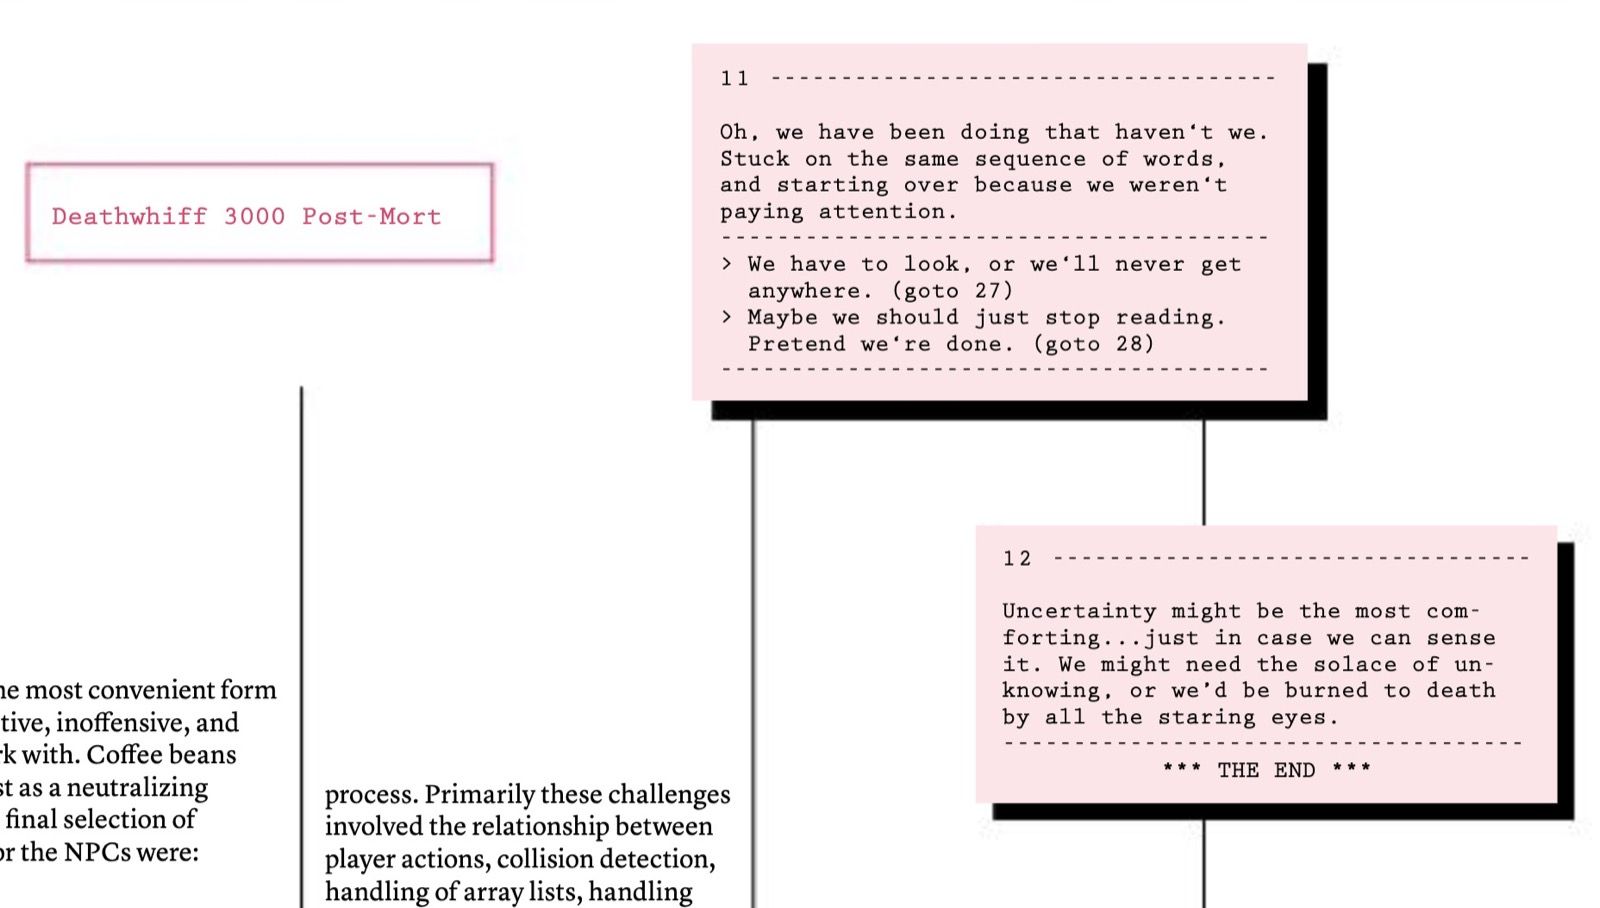 Deathwhiff 3000 Post-Mort
11 ------------------------------------
Oh, we have been doing that haven‘t we.
Stuck on the same sequence of words,
and starting over because we weren‘t
paying attention.
---------------------------------------
> We have to look, or we‘ll never get
anywhere. (goto 27)
> Maybe we should just stop reading.
Pretend we‘re done. (goto 28)
---------------------------------------
12 ----------------------------------
Uncertainty might be the most com-
forting...just in case we can sense
it. We might need the solace of un-
knowing, or we’d be burned to death
by all the staring eyes.
-------------------------------------
*** THE END ***
most convenient form
inoffensive, and
with. Coffee beans
as a neutralizing
final selection of
the NPCs were:
process. Primarily these challenges
involved the relationship between
player actions, collision detection,
handling of array lists, handling